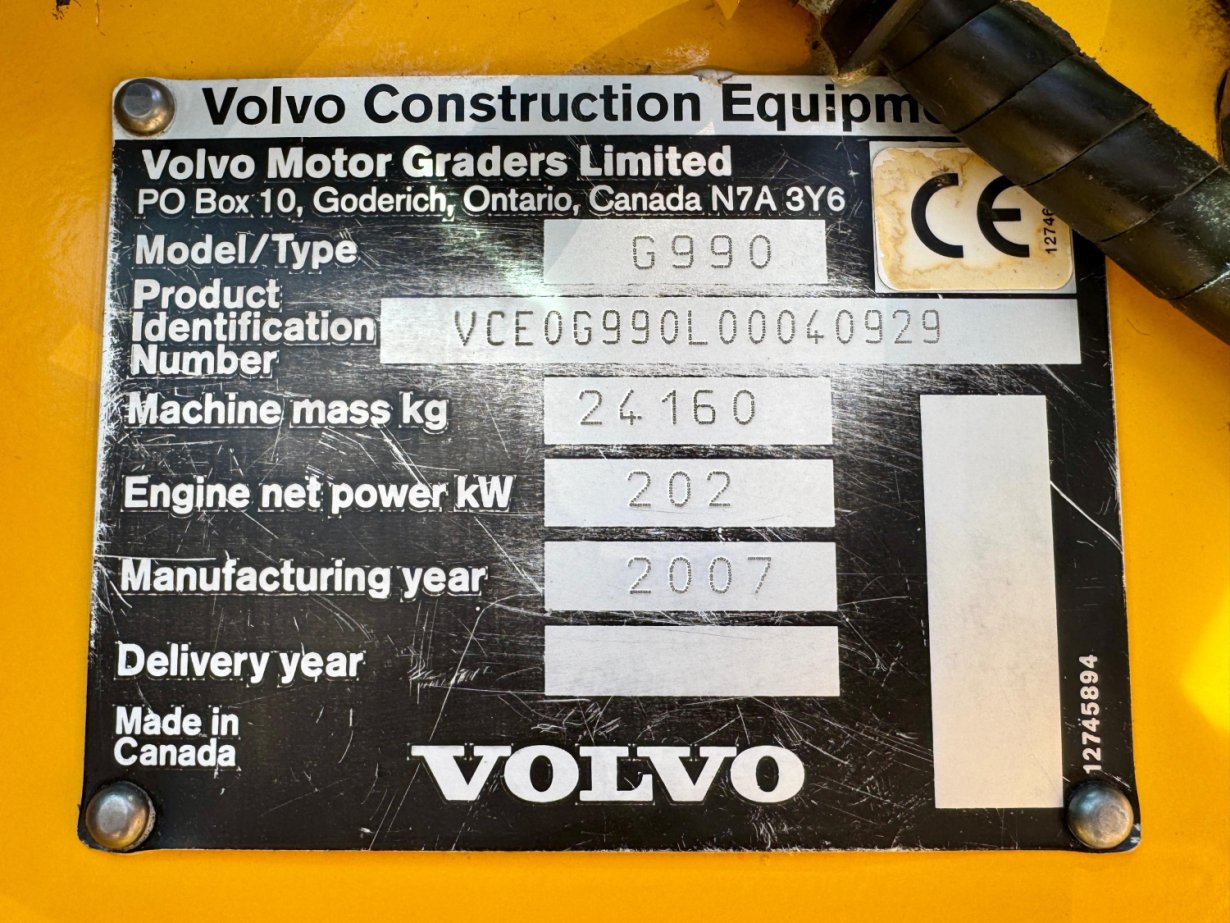 Volvo Construction
Volvo Motor Graders Limited
PO Box 10, Goderich, Ontario, Canada N7A 3Y6
CE
Model/Type G990
Product
Identification VCE0G990L00040929
Number
Machine mass kg 24160
Engine net power kW 202
Manufacturing year 2007
Delivery year
Made in
Canada
VOLVO
12745894